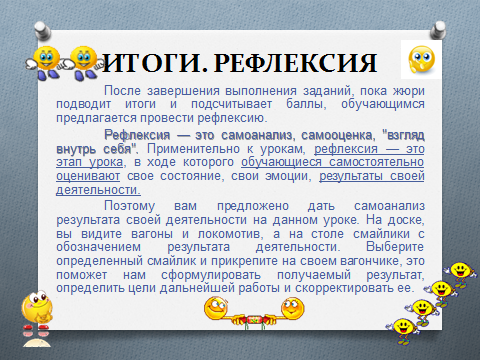 ИТОГИ. РЕФЛЕКСИЯ
После завершения выполнения заданий, пока жюри
подводит итоги и подсчитывает баллы, обучающимся
предлагается провести рефлексию.
Рефлексия — это самоанализ, самооценка, "взгляд
внутрь себя". Применительно к урокам, рефлексия — это
этап урока, в ходе которого обучающиеся самостоятельно
оценивают свое состояние, свои эмоции, результаты своей
деятельности.
Поэтому вам предложено дать самоанализ
результата своей деятельности на данном уроке. На доске,
вы видите вагоны и локомотив, а на столе смайлики с
обозначением результата деятельности. Выберите
определенный смайлик и прикрепите на своем вагончике, это
поможет нам сформулировать получаемый результат,
определить цели дальнейшей работы и скорректировать ее.